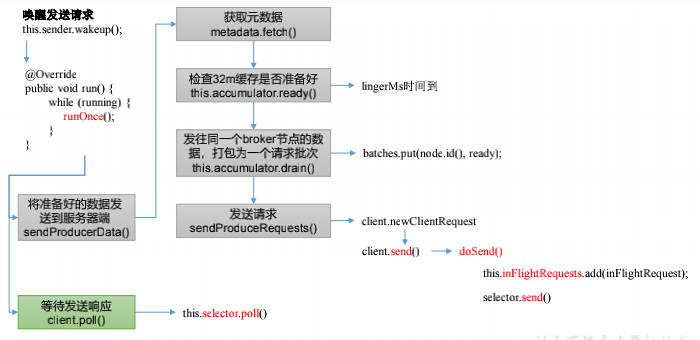 唤醒发送请求
this.sender.wakeup();
@Override
public void run() {
while (running) {
runOnce();
}
}
将准备好的数据发
送到服务器端
sendProducerData()
等待发送响应
client.poll()
this.selector.poll()
获取元数据
metadata.fetch()
检查32m缓存是否准备好
this.accumulator.ready()
lingerMs时间到
发往同一个broker节点的数
据，打包为一个请求批次
this.accumulator.drain()
batches.put(node.id(), ready);
发送请求
sendProduceRequests()
client.newClientRequest
client.send()
doSend()
this.inFlightRequests.add(inFlightRequest);
selector.send()